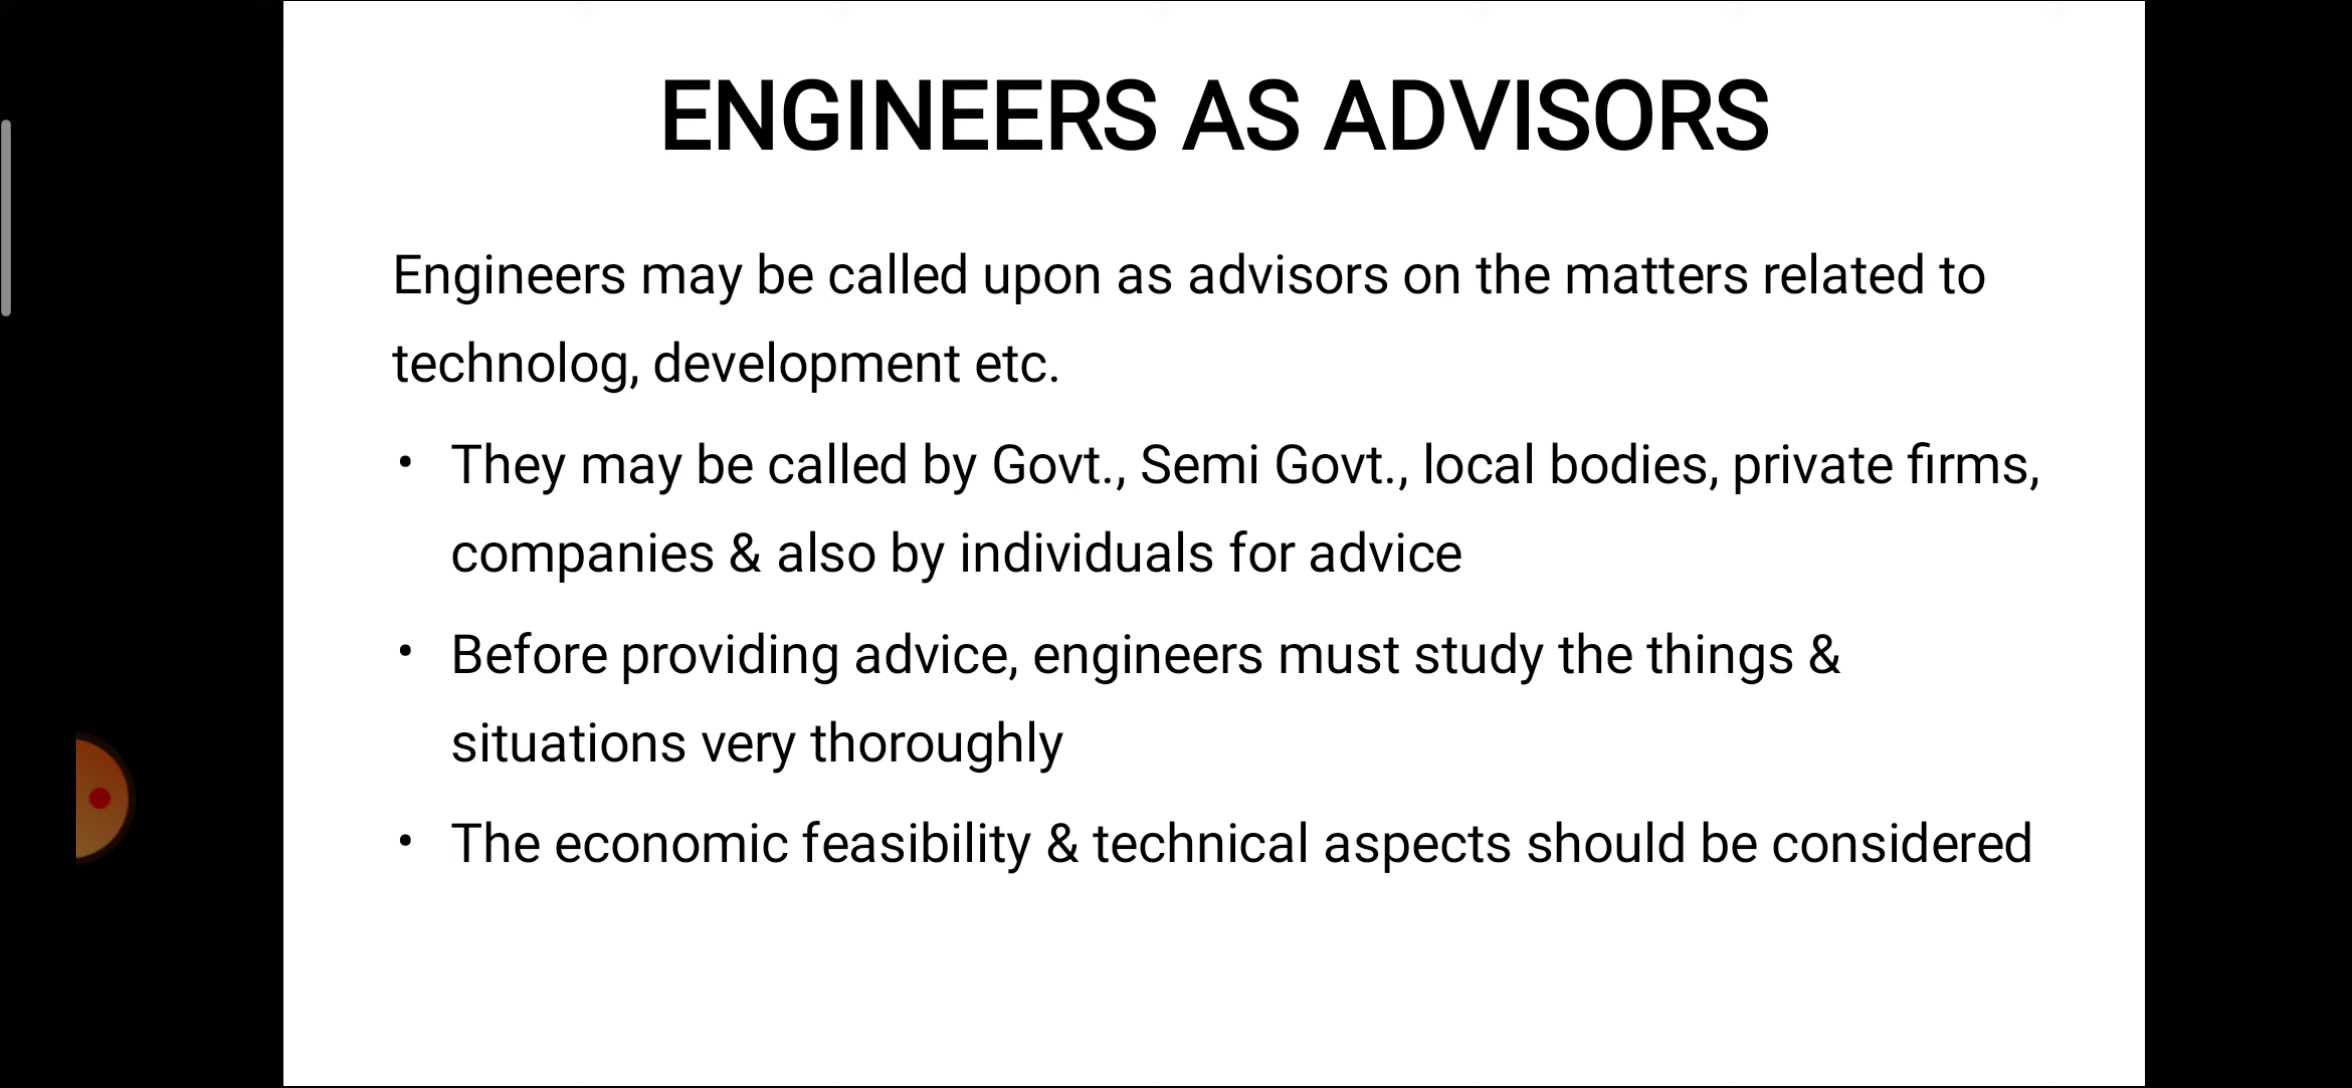 ENGINEERS AS ADVISORS
Engineers may be called upon as advisors on the matters related to
technolog, development etc.
• They may be called by Govt., Semi Govt., local bodies, private firms,
companies & also by individuals for advice
• Before providing advice, engineers must study the things &
situations very thoroughly
• The economic feasibility & technical aspects should be considered